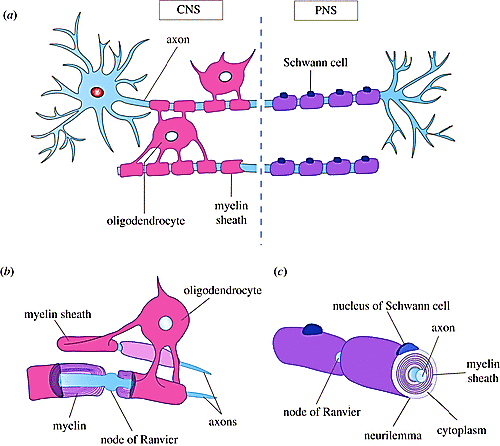 (a)
CNS
PNS
axon
Schwann cell
oligodendrocyte
myelin
sheath
(b)
oligodendrocyte
myelin sheath
myelin
node of Ranvier
axons
(c)
nucleus of Schwann cell
axon
myelin
sheath
node of Ranvier
cytoplasm
neurilemma